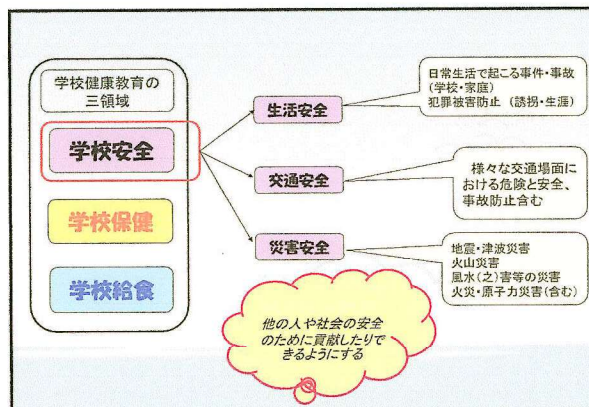 学校健康教育の
三領域
学校安全
学校保健
学校給食
生活安全
交通安全
災害安全
日常生活で起こる事件・事故
(学校・家庭)
犯罪被害防止 (誘拐・生涯)
様々な交通場面に
おける危険と安全、
事故防止含む
地震・津波災害
火山災害
風水(之)害等の災害
火災・原子力災害(含む)
他の人や社会の安全
のために貢献したりで
きるようにする